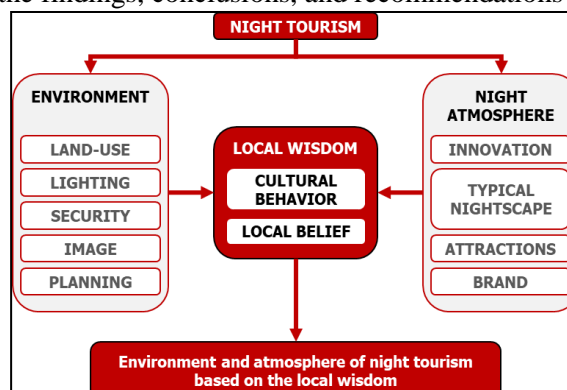 the findings, conclusions, and recommendations
NIGHT TOURISM
ENVIRONMENT
LAND-USE
LIGHTING
SECURITY
IMAGE
PLANNING
LOCAL WISDOM
CULTURAL
BEHAVIOR
LOCAL BELIEF
NIGHT
ATMOSPHERE
INNOVATION
TYPICAL
NIGHTSCAPE
ATTRACTIONS
BRAND
Environment and atmosphere of night tourism
based on the local wisdom